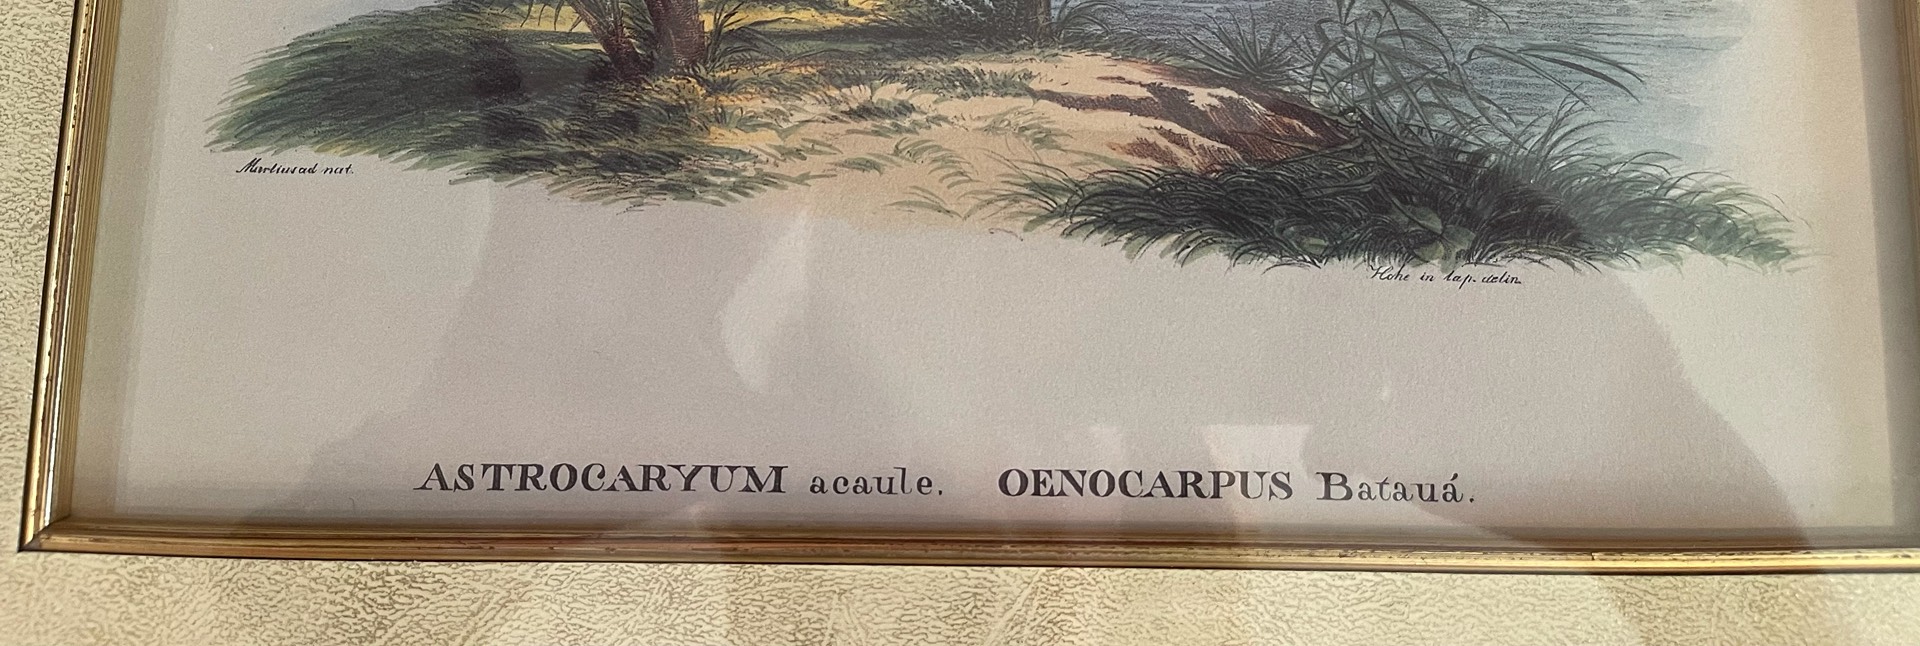 Martius ad nat.
Hohe in lap. delin.
ASTROCARYUM acaule. OENOCARPUS Batauá.